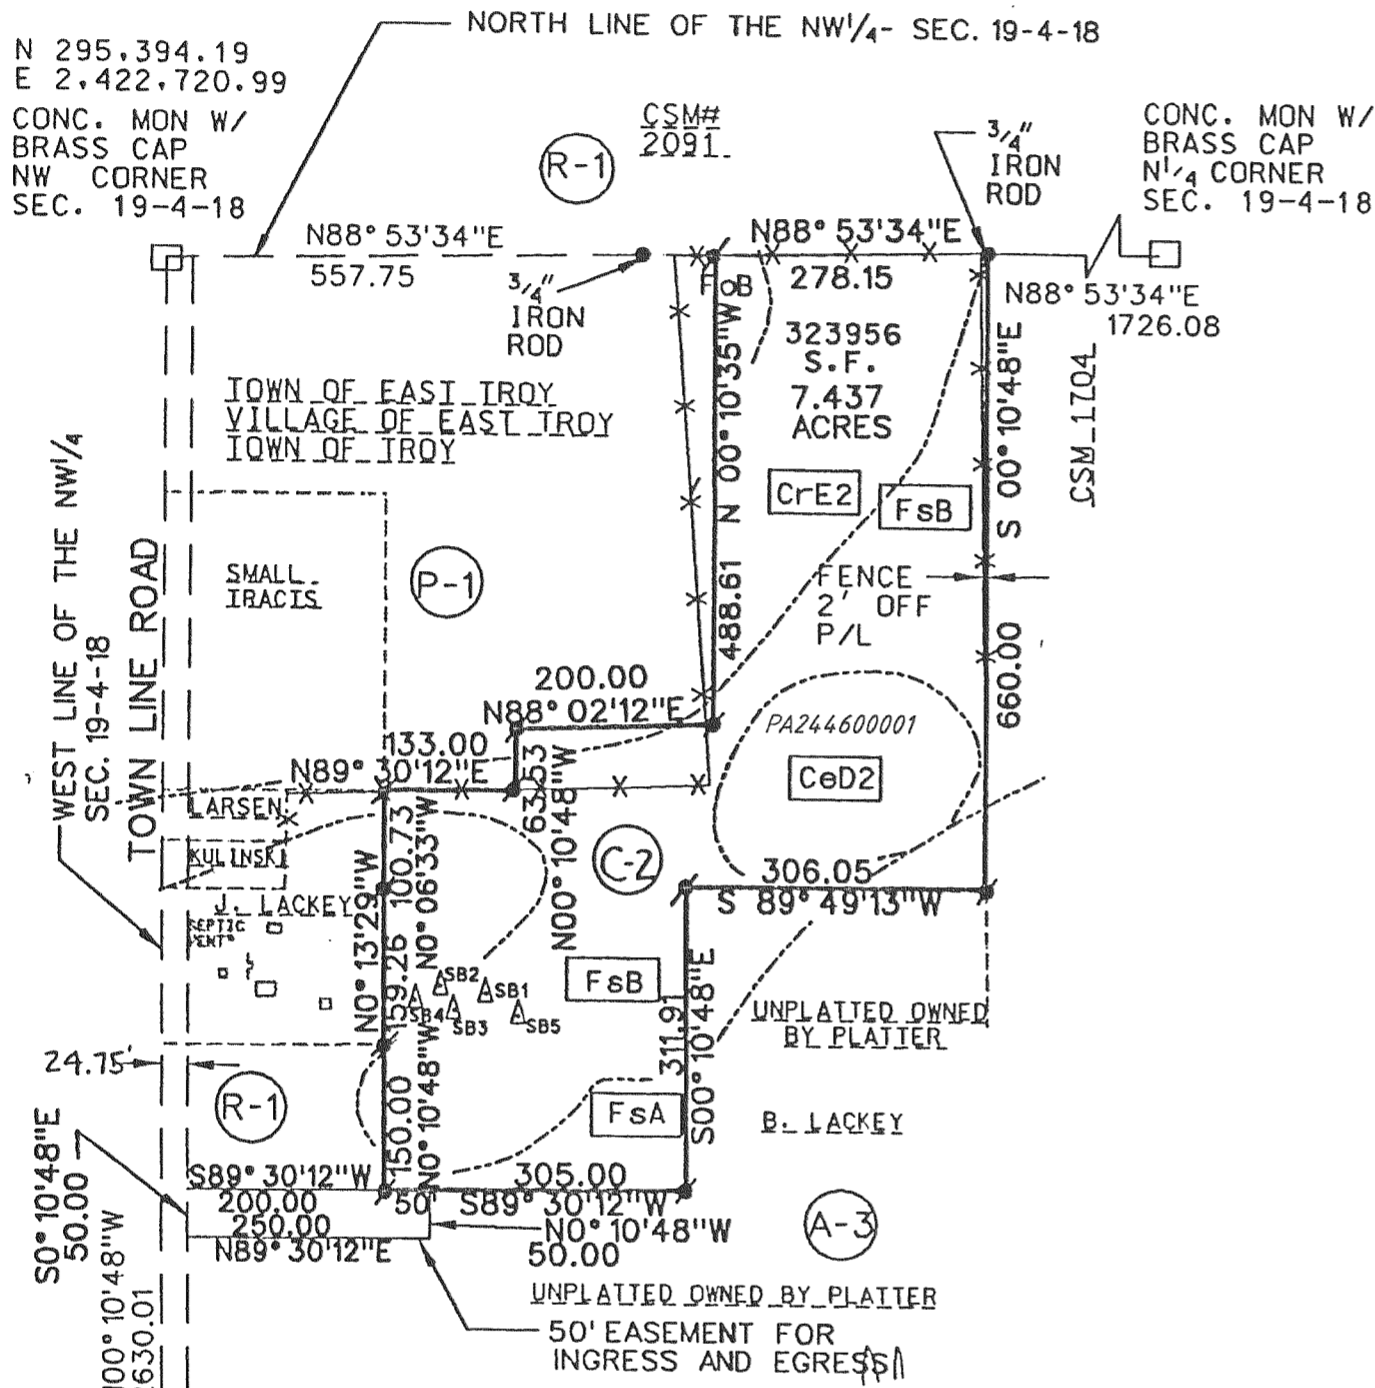 NORTH LINE OF THE NW1/4- SEC. 19-4-18
N 295,394.19
E 2,422,720.99
CONC. MON W/
BRASS CAP
NW CORNER
SEC. 19-4-18
CSM#
2091
R-1
3/4"
IRON
ROD
CONC. MON W/
BRASS CAP
N1/4 CORNER
SEC. 19-4-18
N88° 53'34"E
557.75
3/4"
IRON
ROD
N88° 53'34"E
278.15
N88° 53'34"E
1726.08
FoB
323956
S.F.
7.437
ACRES
TOWN OF EAST TROY
VILLAGE OF EAST TROY
TOWN OF TROY
488.61 N 00° 10'35"W
S 00° 10'48"E
660.00
CSM 1704
CrE2
FsB
WEST LINE OF THE NW1/4
SEC. 19-4-18
TOWN LINE ROAD
SMALL
TRACTS
P-1
FENCE
2' OFF
P/L
200.00
N88° 02'12"E
PA244600001
CeD2
133.00
N89° 30'12"E
63.53
N00° 10'48"W
LARSEN
KULINSKI
J. LACKEY
SEPTIC
VENT
N0° 13'29"W
159.26
100.73
N0° 06'33"W
C-2
306.05
S 89° 49'13"W
SB2
SB1
SB4
SB3
SB5
FsB
311.91
S00° 10'48"E
UNPLATTED OWNED
BY PLATTER
24.75'
R-1
150.00
N0° 10'48"W
FsA
B. LACKEY
S0° 10'48"E
50.00
S89° 30'12"W
200.00
250.00
N89° 30'12"E
50'
305.00
S89° 30'12"W
N0° 10'48"W
50.00
A-3
UNPLATTED OWNED BY PLATTER
50' EASEMENT FOR
INGRESS AND EGRESS
N00° 10'48"W
2630.01